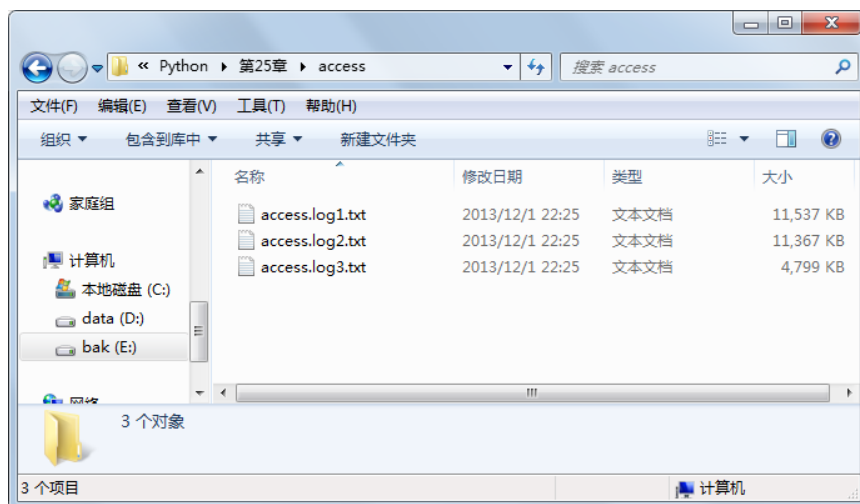 « Python ▸ 第25章 ▸ access 搜索 access
文件(F) 编辑(E) 查看(V) 工具(T) 帮助(H)
组织 包含到库中 共享 新建文件夹
名称 修改日期 类型 大小
家庭组
access.log1.txt 2013/12/1 22:25 文本文档 11,537 KB
access.log2.txt 2013/12/1 22:25 文本文档 11,367 KB
access.log3.txt 2013/12/1 22:25 文本文档 4,799 KB
计算机
本地磁盘 (C:)
data (D:)
bak (E:)
网络
3 个对象
3 个项目 计算机